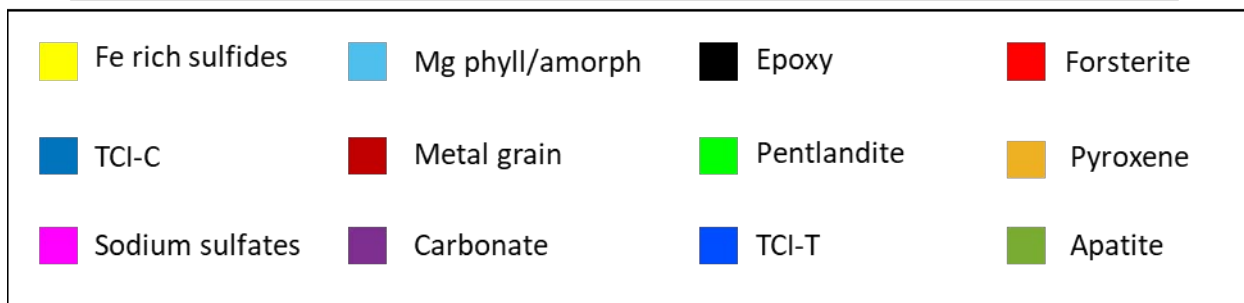 Fe rich sulfides Mg phyll/amorph Epoxy Forsterite
TCI-C Metal grain Pentlandite Pyroxene
Sodium sulfates Carbonate TCI-T Apatite